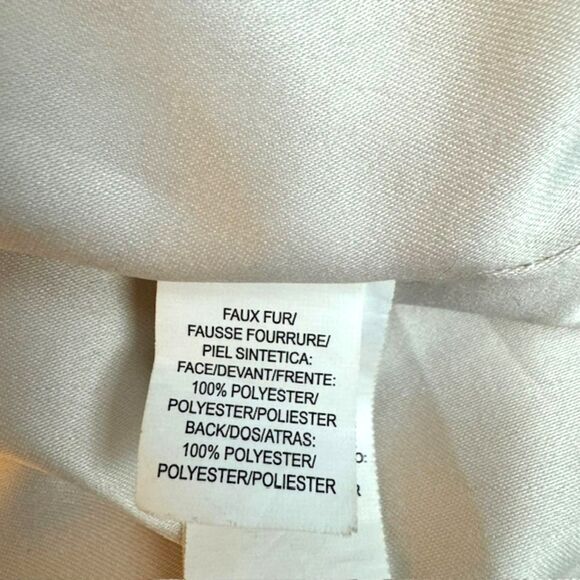 FAUX FUR/
FAUSSE FOURRURE/
PIEL SINTETICA:
FACE/DEVANT/FRENTE:
100% POLYESTER/
POLYESTER/POLIESTER
BACK/DOS/ATRAS:
100% POLYESTER/
POLYESTER/POLIESTER
O:
R